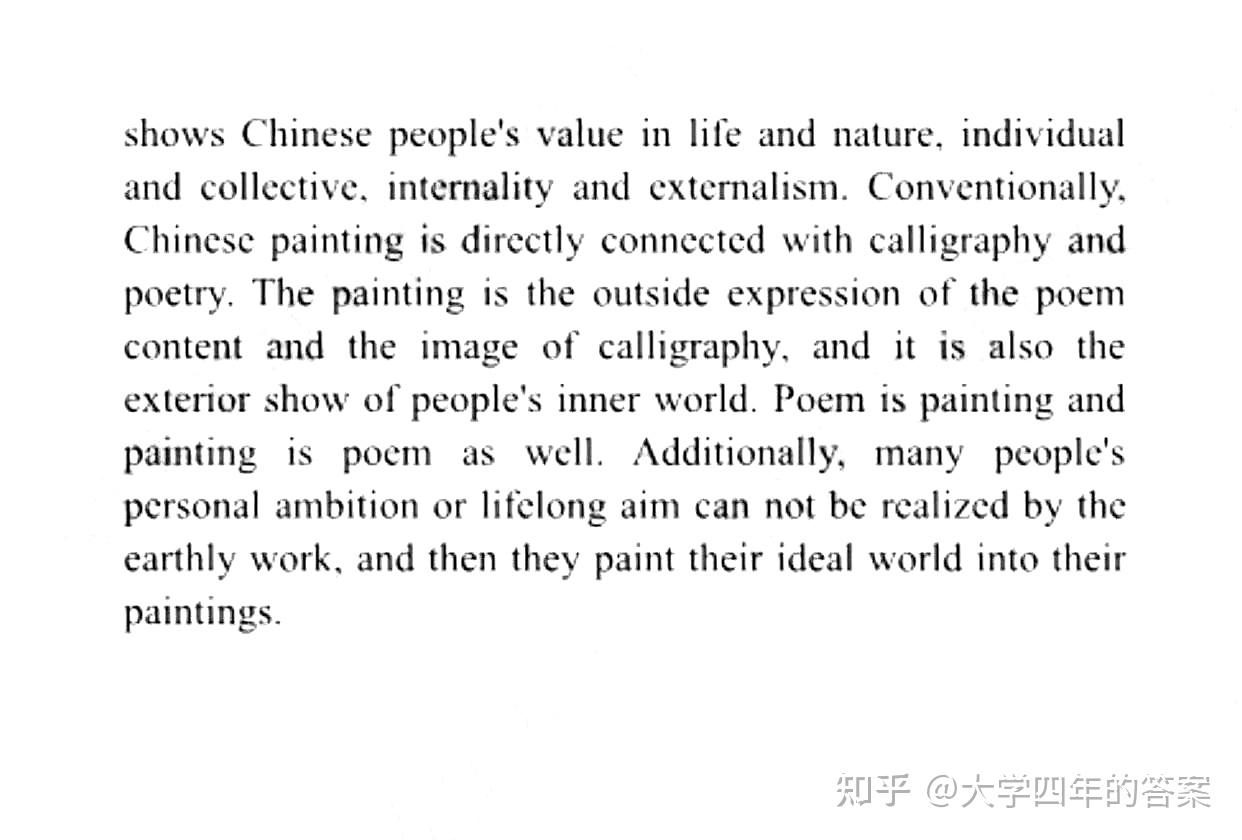 shows Chinese people's value in life and nature, individual
and collective, internality and externalism. Conventionally,
Chinese painting is directly connected with calligraphy and
poetry. The painting is the outside expression of the poem
content and the image of calligraphy, and it is also the
exterior show of people's inner world. Poem is painting and
painting is poem as well. Additionally, many people's
personal ambition or lifelong aim can not be realized by the
earthly work, and then they paint their ideal world into their
paintings.
知乎 @大学四年的答案